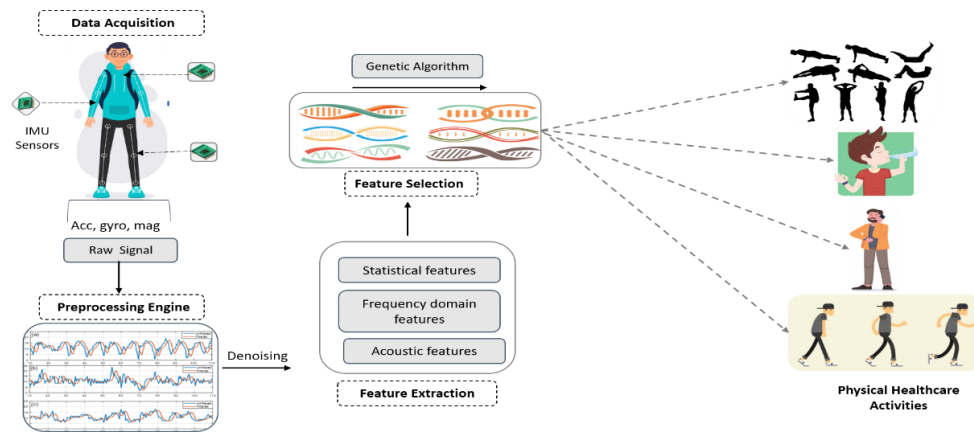 Data Acquisition
IMU
Sensors
Acc, gyro, mag
Raw Signal
Preprocessing Engine
Denoising
Statistical features
Frequency domain
features
Acoustic features
Feature Extraction
Genetic Algorithm
Feature Selection
Physical Healthcare
Activities